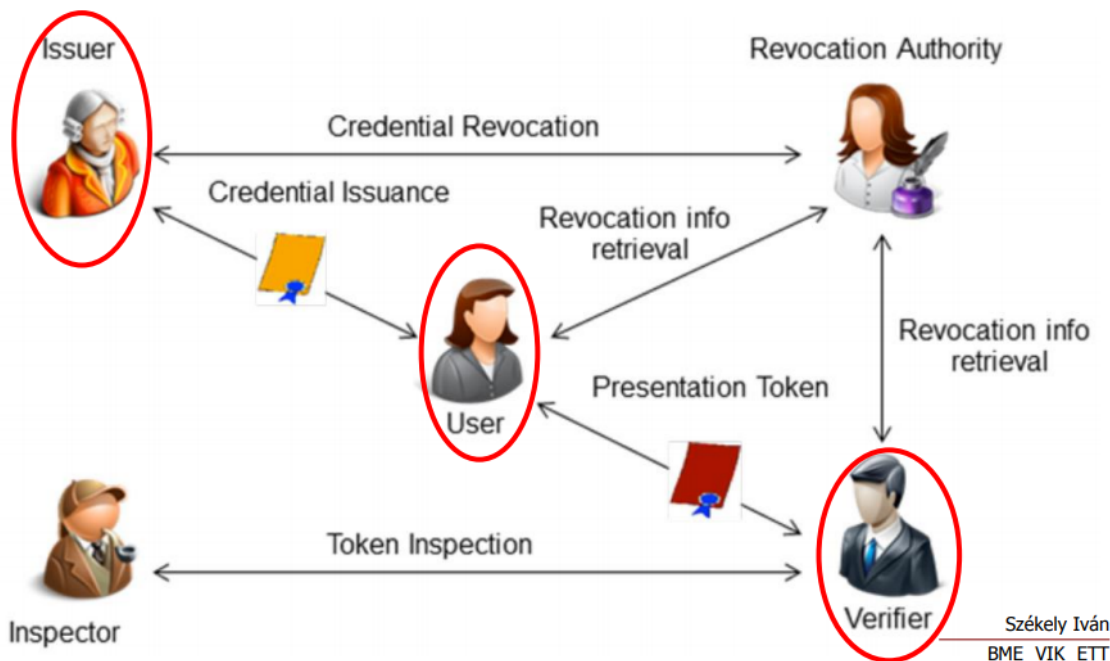 Issuer
Revocation Authority
Credential Revocation
Credential Issuance
Revocation info
retrieval
Revocation info
retrieval
User
Presentation Token
Token Inspection
Inspector
Verifier
Székely Iván
BME VIK ETT